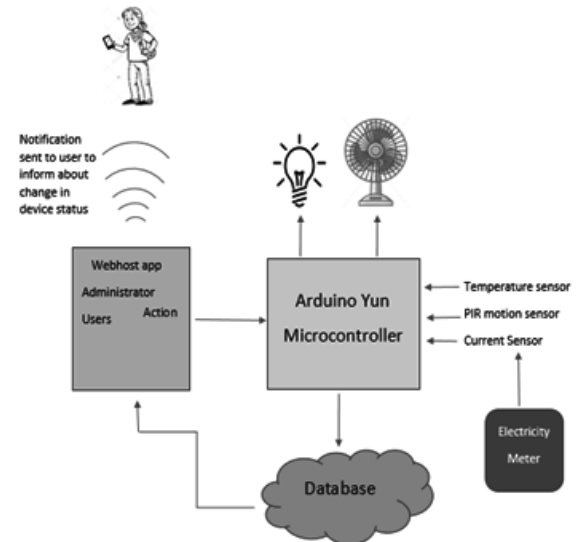 Notification
sent to user to
inform about
change in
device status
Webhost app
Administrator
Users
Action
Arduino Yun
Microcontroller
Temperature sensor
PIR motion sensor
Current Sensor
Electricity
Meter
Database